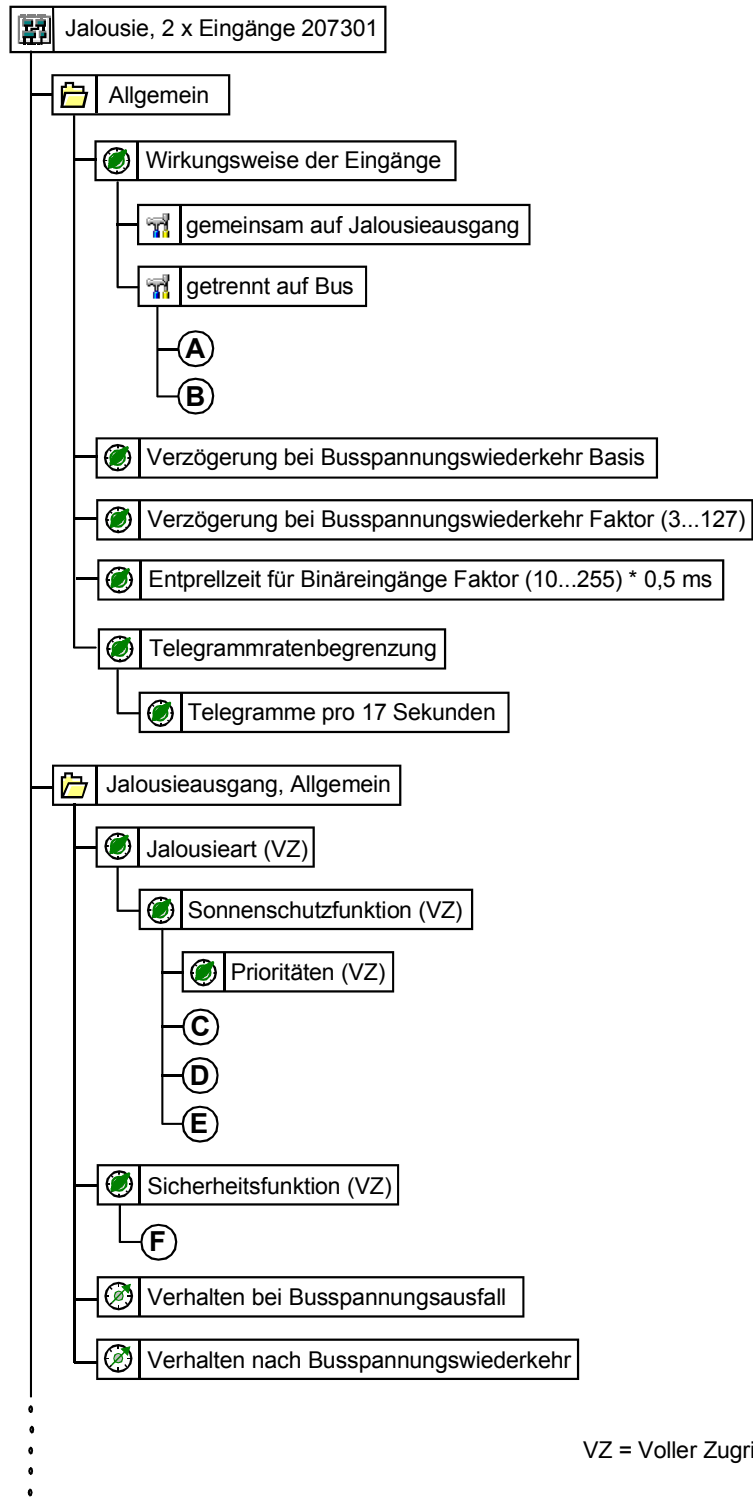 Jalousie, 2 x Eingänge 207301
Allgemein
Wirkungsweise der Eingänge
gemeinsam auf Jalousieausgang
getrennt auf Bus
A
B
Verzögerung bei Busspannungswiederkehr Basis
Verzögerung bei Busspannungswiederkehr Faktor (3...127)
Entprellzeit für Binäreingänge Faktor (10...255) * 0,5 ms
Telegrammratenbegrenzung
Telegramme pro 17 Sekunden
Jalousieausgang, Allgemein
Jalousieart (VZ)
Sonnenschutzfunktion (VZ)
Prioritäten (VZ)
C
D
E
Sicherheitsfunktion (VZ)
F
Verhalten bei Busspannungsausfall
Verhalten nach Busspannungswiederkehr
VZ = Voller Zugri